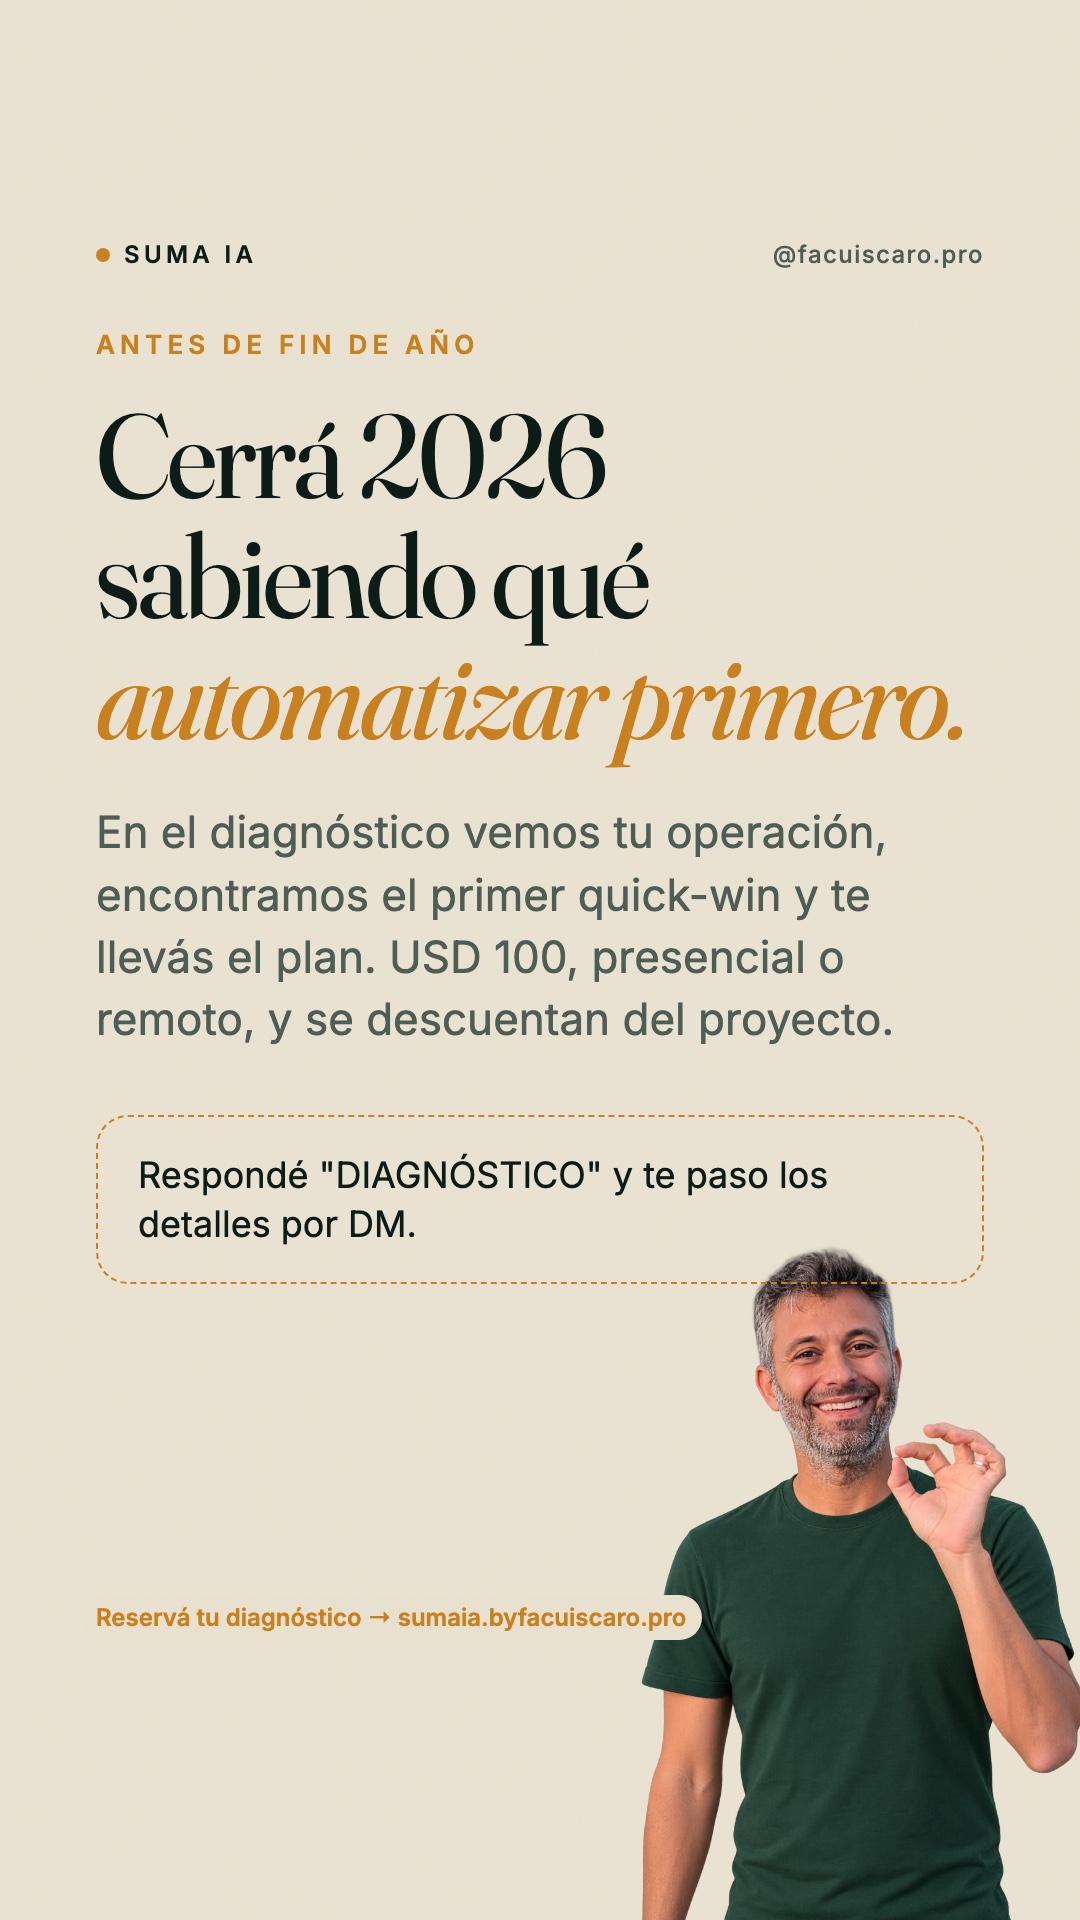 SUMA IA
@facuiscaro.pro
ANTES DE FIN DE AÑO
Cerrá 2026
sabiendo qué
automatizar primero.
En el diagnóstico vemos tu operación,
encontramos el primer quick-win y te
llevás el plan. USD 100, presencial o
remoto, y se descuentan del proyecto.
Respondé "DIAGNÓSTICO" y te paso los
detalles por DM.
Reservá tu diagnóstico → sumaia.byfacuiscaro.pro